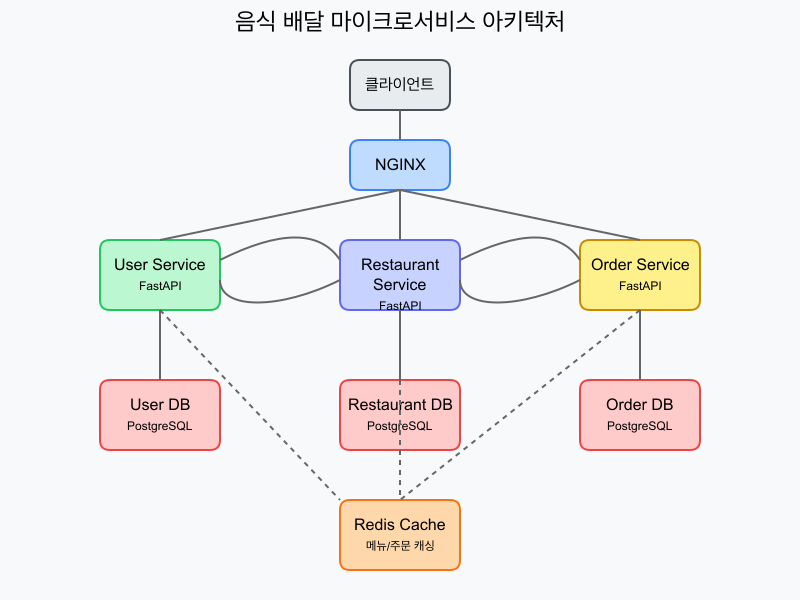 음식 배달 마이크로서비스 아키텍처
클라이언트
NGINX
User Service
FastAPI
Restaurant
Service
FastAPI
Order Service
FastAPI
User DB
PostgreSQL
Restaurant DB
PostgreSQL
Order DB
PostgreSQL
Redis Cache
메뉴/주문 캐싱